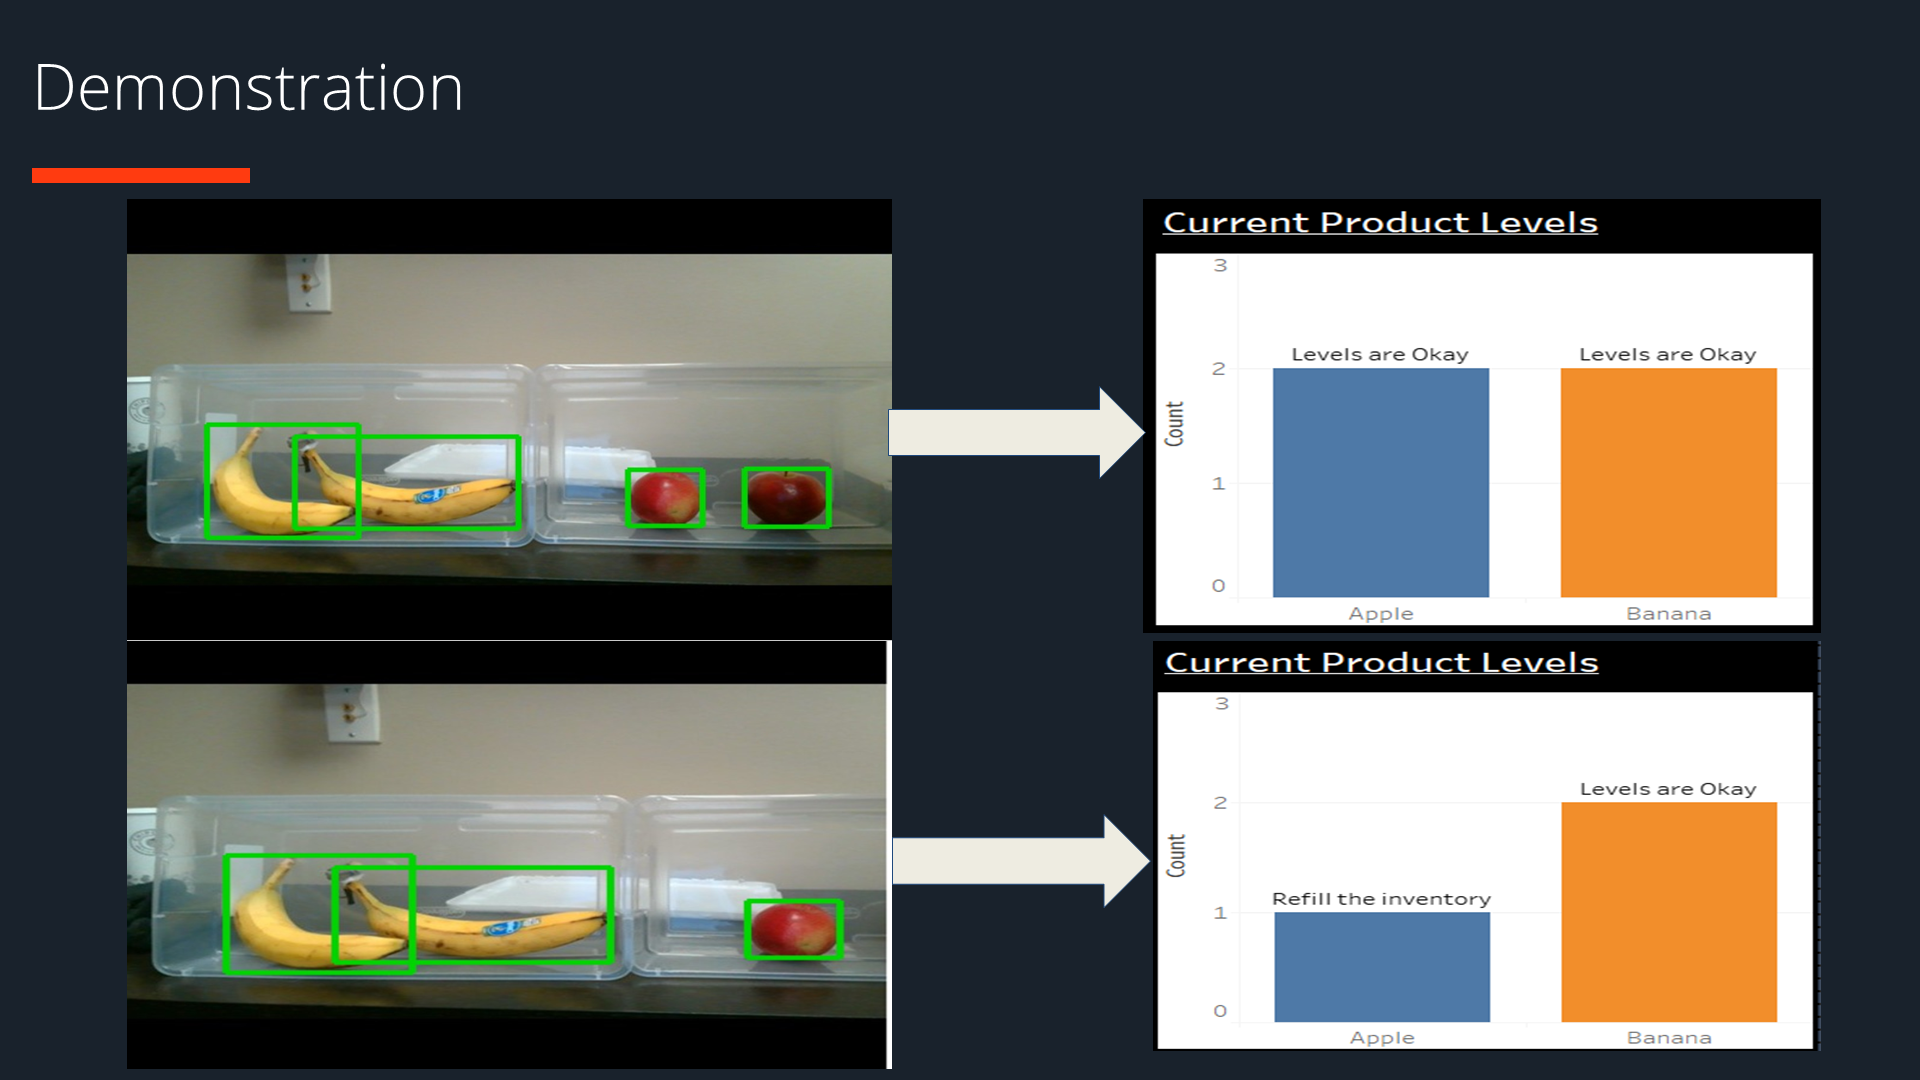 Demonstration
Current Product Levels
3
Levels are Okay
Levels are Okay
2
Count
1
0
Apple
Banana
Current Product Levels
3
Levels are Okay
2
Count
Refill the inventory
1
0
Apple
Banana